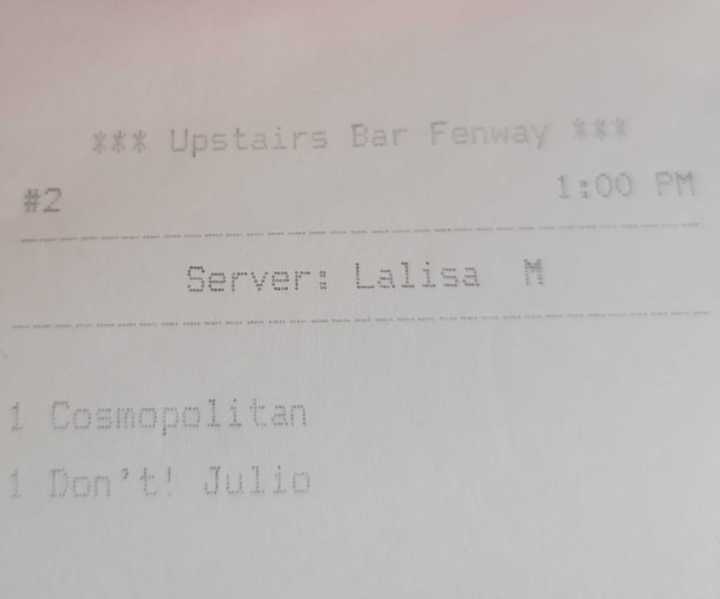 *** Upstairs Bar Fenway ***
#2 1:00 PM
Server: Lalisa M
1 Cosmopolitan
1 Don't! Julio